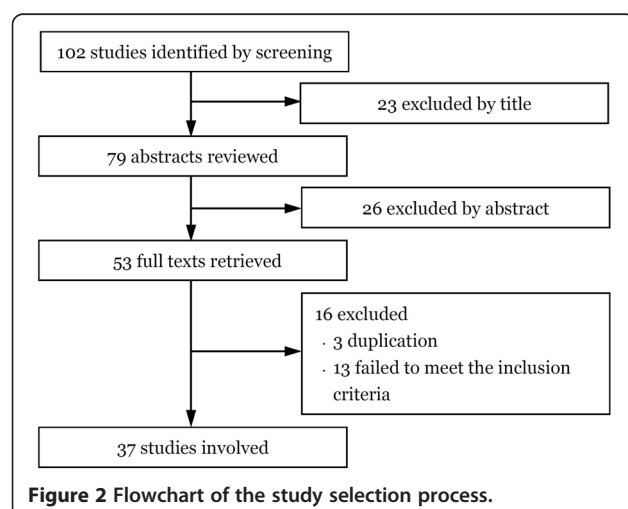 102 studies identified by screening
23 excluded by title
79 abstracts reviewed
26 excluded by abstract
53 full texts retrieved
16 excluded
· 3 duplication
· 13 failed to meet the inclusion
criteria
37 studies involved
Figure 2 Flowchart of the study selection process.